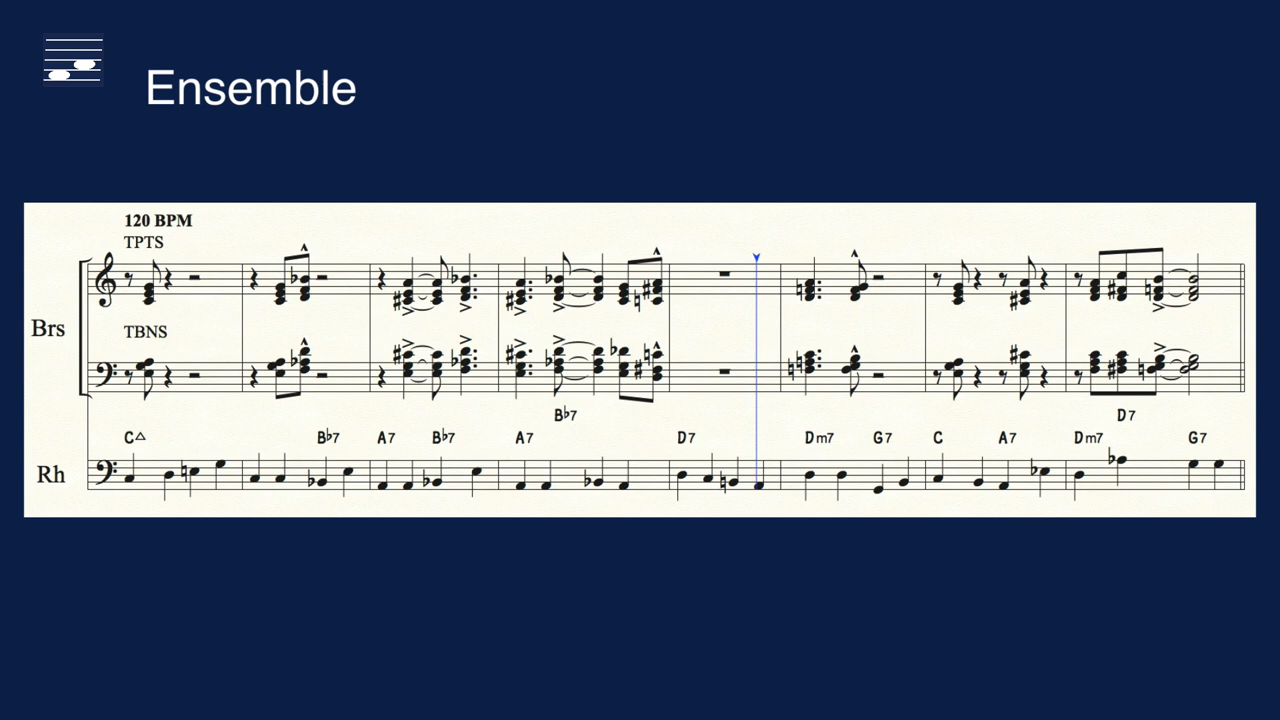 Ensemble
120 BPM
TPTS
Brs
TBNS
B♭7
D7
C△ B♭7 A7 B♭7 A7 D7 Dm7 G7 C A7 Dm7 G7
Rh